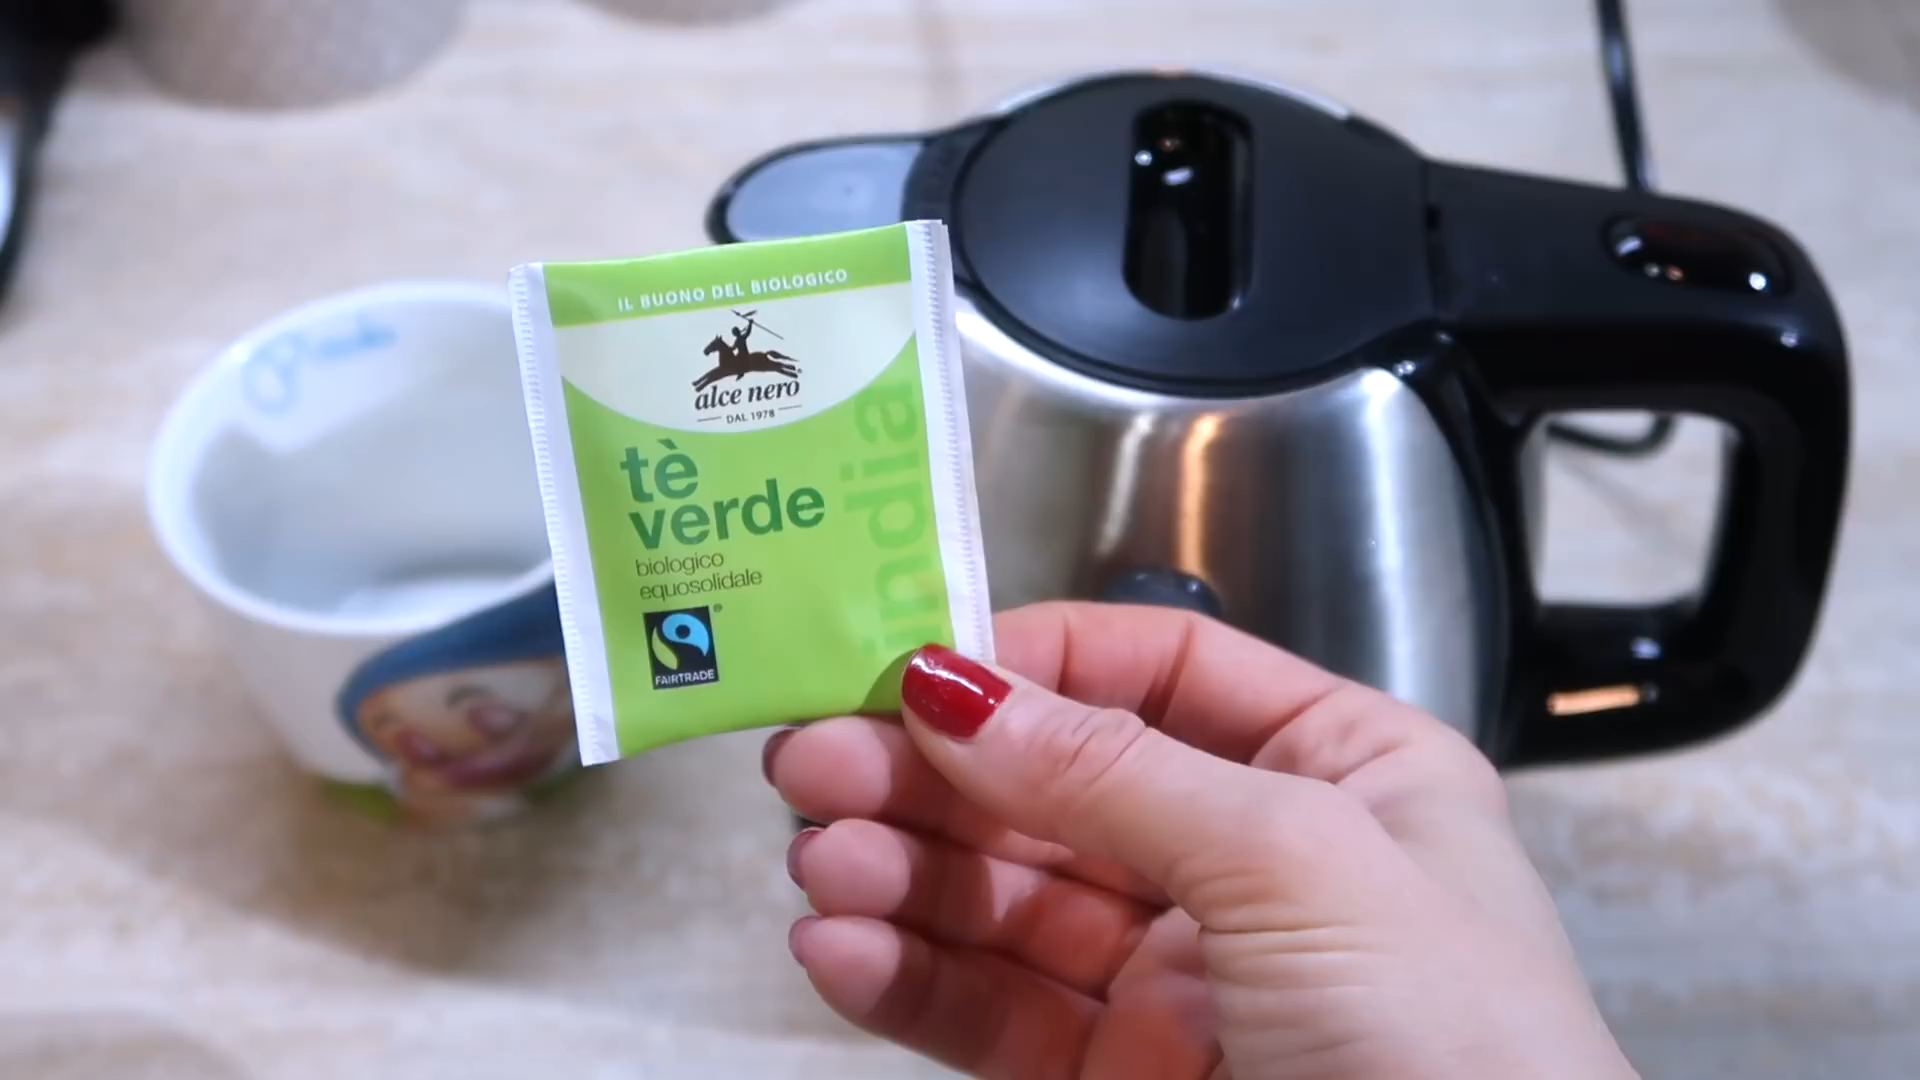 IL BUONO DEL BIOLOGICO
alce nero®
DAL 1978
tè
verde
biologico
equosolidale
india
FAIRTRADE
®